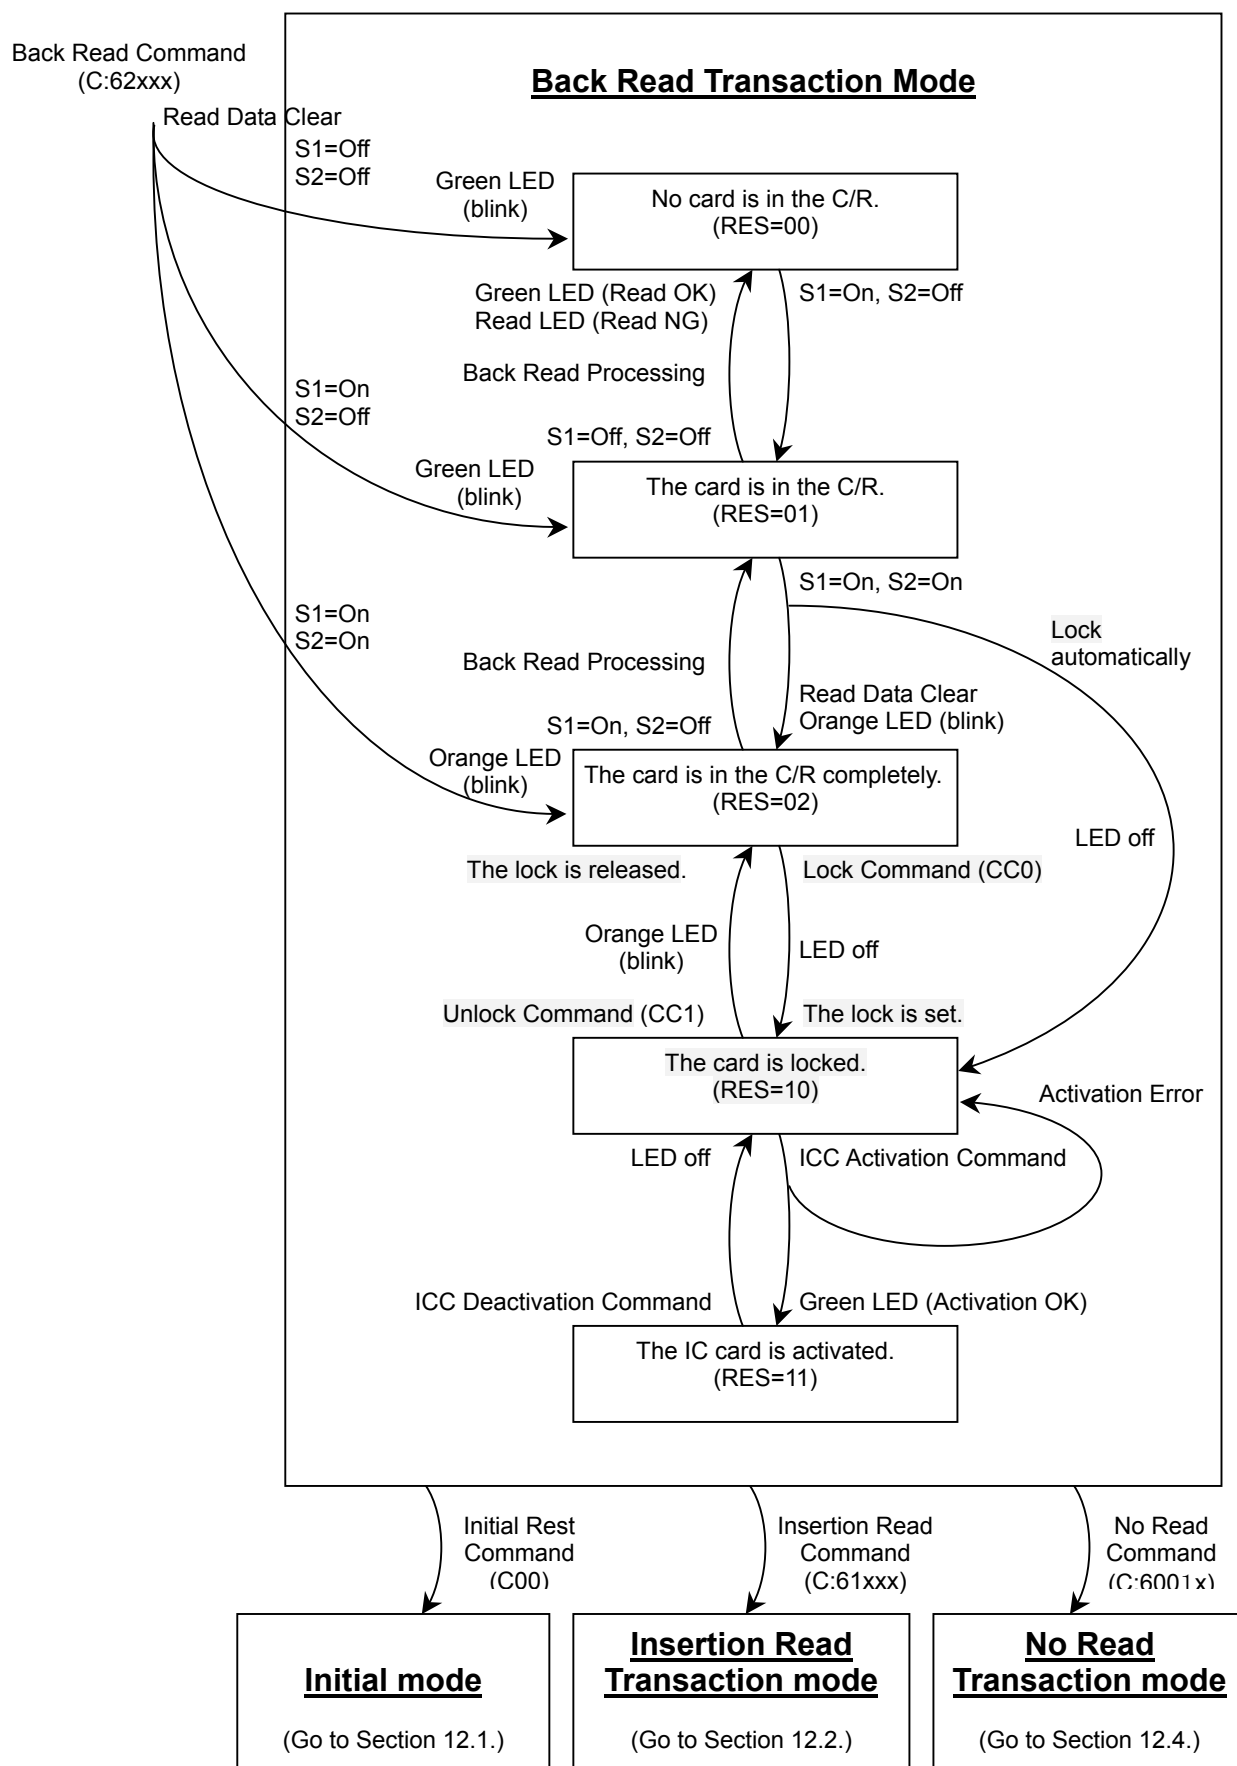 Back Read Command
(C:62xxx)
Back Read Transaction Mode
Read Data Clear
S1=Off
S2=Off
Green LED
(blink)
No card is in the C/R.
(RES=00)
Green LED (Read OK)
Read LED (Read NG)
S1=On, S2=Off
Back Read Processing
S1=On
S2=Off
S1=Off, S2=Off
Green LED
(blink)
The card is in the C/R.
(RES=01)
S1=On, S2=On
S1=On
S2=On
Lock
automatically
Back Read Processing
Read Data Clear
Orange LED (blink)
S1=On, S2=Off
Orange LED
(blink)
The card is in the C/R completely.
(RES=02)
LED off
The lock is released.
Lock Command (CC0)
Orange LED
(blink)
LED off
Unlock Command (CC1)
The lock is set.
The card is locked.
(RES=10)
Activation Error
LED off
ICC Activation Command
ICC Deactivation Command
Green LED (Activation OK)
The IC card is activated.
(RES=11)
Initial Rest
Command
(C00)
Insertion Read
Command
(C:61xxx)
No Read
Command
(C:6001x)
Initial mode
(Go to Section 12.1.)
Insertion Read
Transaction mode
(Go to Section 12.2.)
No Read
Transaction mode
(Go to Section 12.4.)